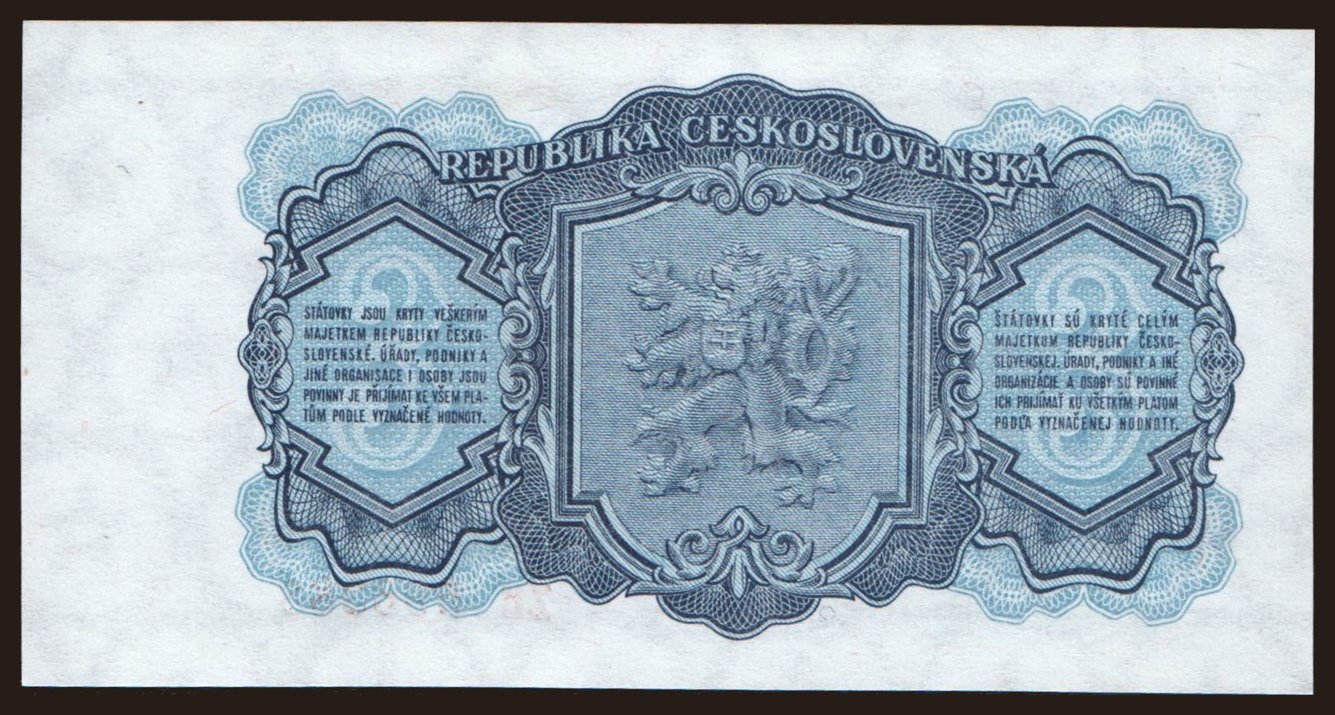 REPUBLIKA ČESKOSLOVENSKÁ
STÁTOVKY JSOU KRYTY VEŠKERÝM
MAJETKEM REPUBLIKY ČESKO-
SLOVENSKÉ. ÚŘADY, PODNIKY A
JINÉ ORGANISACE I OSOBY JSOU
POVINNY JE PŘIJÍMAT KE VŠEM PLA-
TŮM PODLE VYZNAČENÉ HODNOTY.
3
ŠTÁTOVKY SÚ KRYTÉ CELÝM
MAJETKOM REPUBLIKY ČESKO-
SLOVENSKEJ. ÚRADY, PODNIKY A INÉ
ORGANIZÁCIE A OSOBY SÚ POVINNÉ
ICH PRIJÍMAŤ KU VŠETKÝM PLATOM
PODĽA VYZNAČENEJ HODNOTY.
3